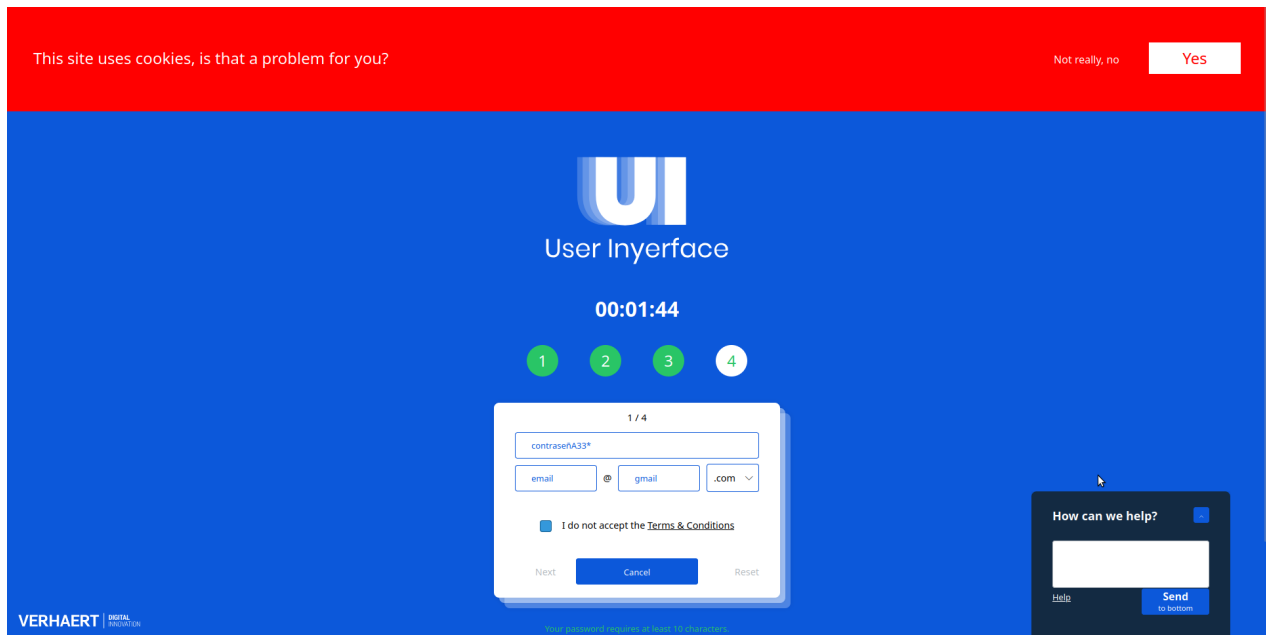 This site uses cookies, is that a problem for you?
Not really, no
Yes
UI
User Inyerface
00:01:44
1 2 3 4
1 / 4
contraseñA33*
email @ gmail .com
I do not accept the Terms & Conditions
Next Cancel Reset
How can we help?
Help
Send
to bottom
VERHAERT DIGITAL
INNOVATION
Your password requires at least 10 characters.